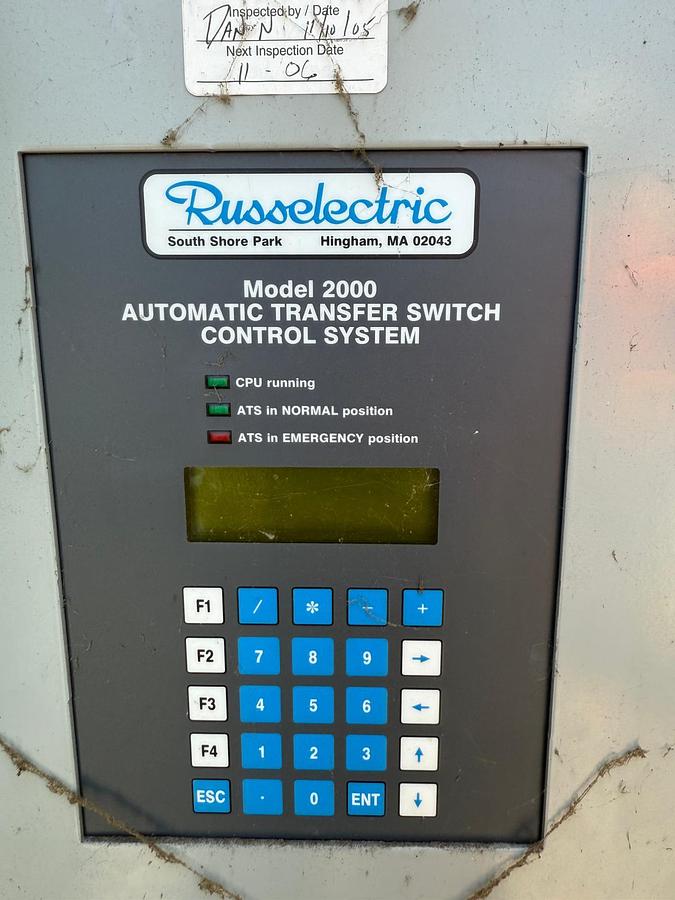 Inspected by / Date
DAN N. 11/10/05
Next Inspection Date
11 - 06
Russelectric
South Shore Park Hingham, MA 02043
Model 2000
AUTOMATIC TRANSFER SWITCH
CONTROL SYSTEM
CPU running
ATS in NORMAL position
ATS in EMERGENCY position
F1 / * - +
F2 7 8 9 →
F3 4 5 6 ←
F4 1 2 3 ↑
ESC . 0 ENT ↓